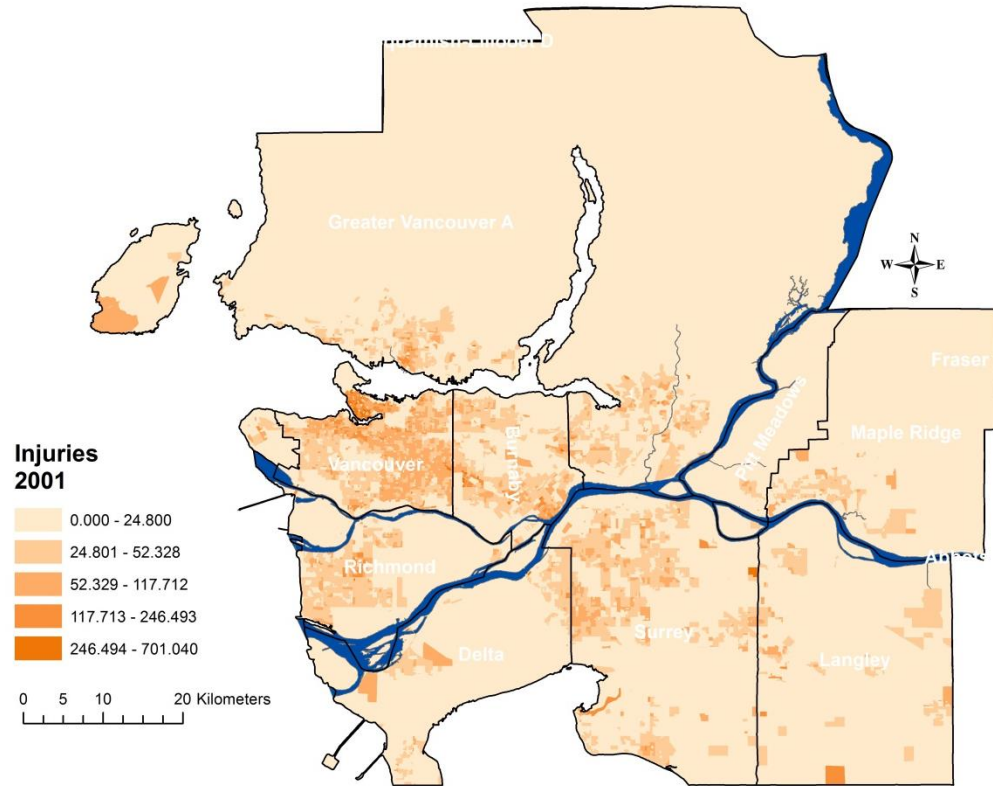 Greater Vancouver A
N
W E
S
Fraser
Pitt Meadows
Maple Ridge
Burnaby
Vancouver
Injuries
2001
0.000 - 24.800
24.801 - 52.328
52.329 - 117.712
117.713 - 246.493
246.494 - 701.040
Richmond
Surrey
Delta
Langley
0 5 10 20 Kilometers